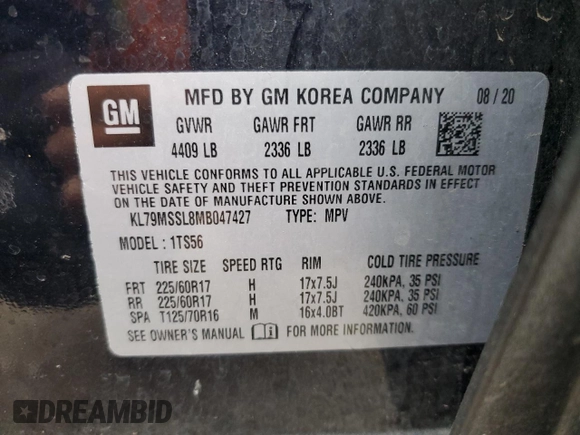 GM MFD BY GM KOREA COMPANY 08/20
GVWR GAWR FRT GAWR RR
4409 LB 2336 LB 2336 LB
THIS VEHICLE CONFORMS TO ALL APPLICABLE U.S. FEDERAL MOTOR
VEHICLE SAFETY AND THEFT PREVENTION STANDARDS IN EFFECT
ON THE DATE OF MANUFACTURE SHOWN ABOVE.
KL79MSSL8MB047427 TYPE: MPV
MODEL: 1TS56
TIRE SIZE SPEED RTG RIM COLD TIRE PRESSURE
FRT 225/60R17 H 17x7.5J 240KPA, 35 PSI
RR 225/60R17 H 17x7.5J 240KPA, 35 PSI
SPA T125/70R16 M 16x4.0BT 420KPA, 60 PSI
SEE OWNER'S MANUAL FOR MORE INFORMATION.
DREAMBID